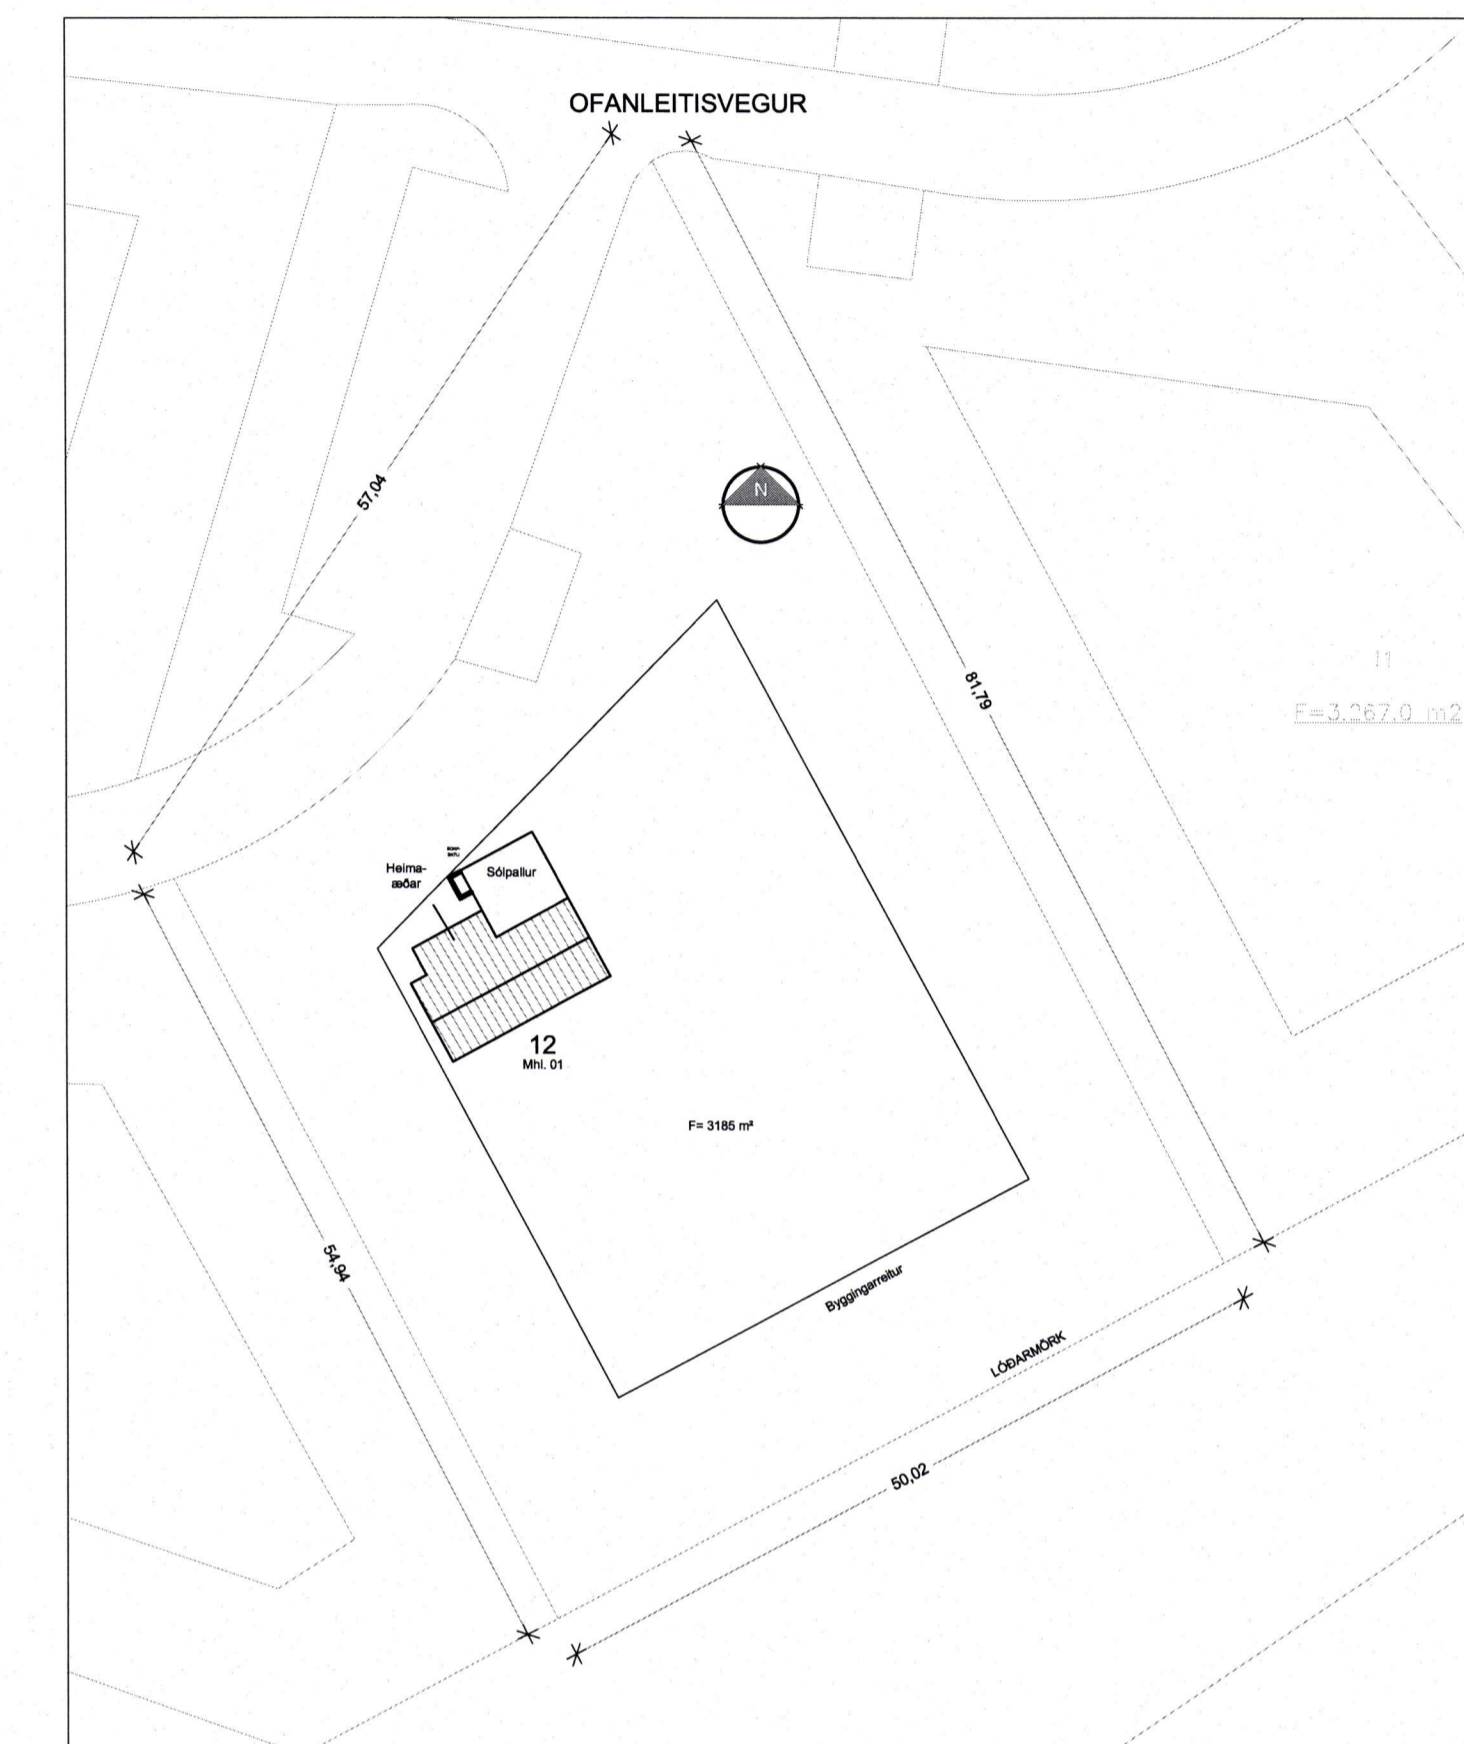 OFANLEITISVEGUR
57,04
N
81,79
11
F=3.267.0 m2
Heima-
æðar
Sólpallur
12
Mhl. 01
F= 3185 m²
54,94
Byggingarreitur
LÓÐARMÖRK
50,02